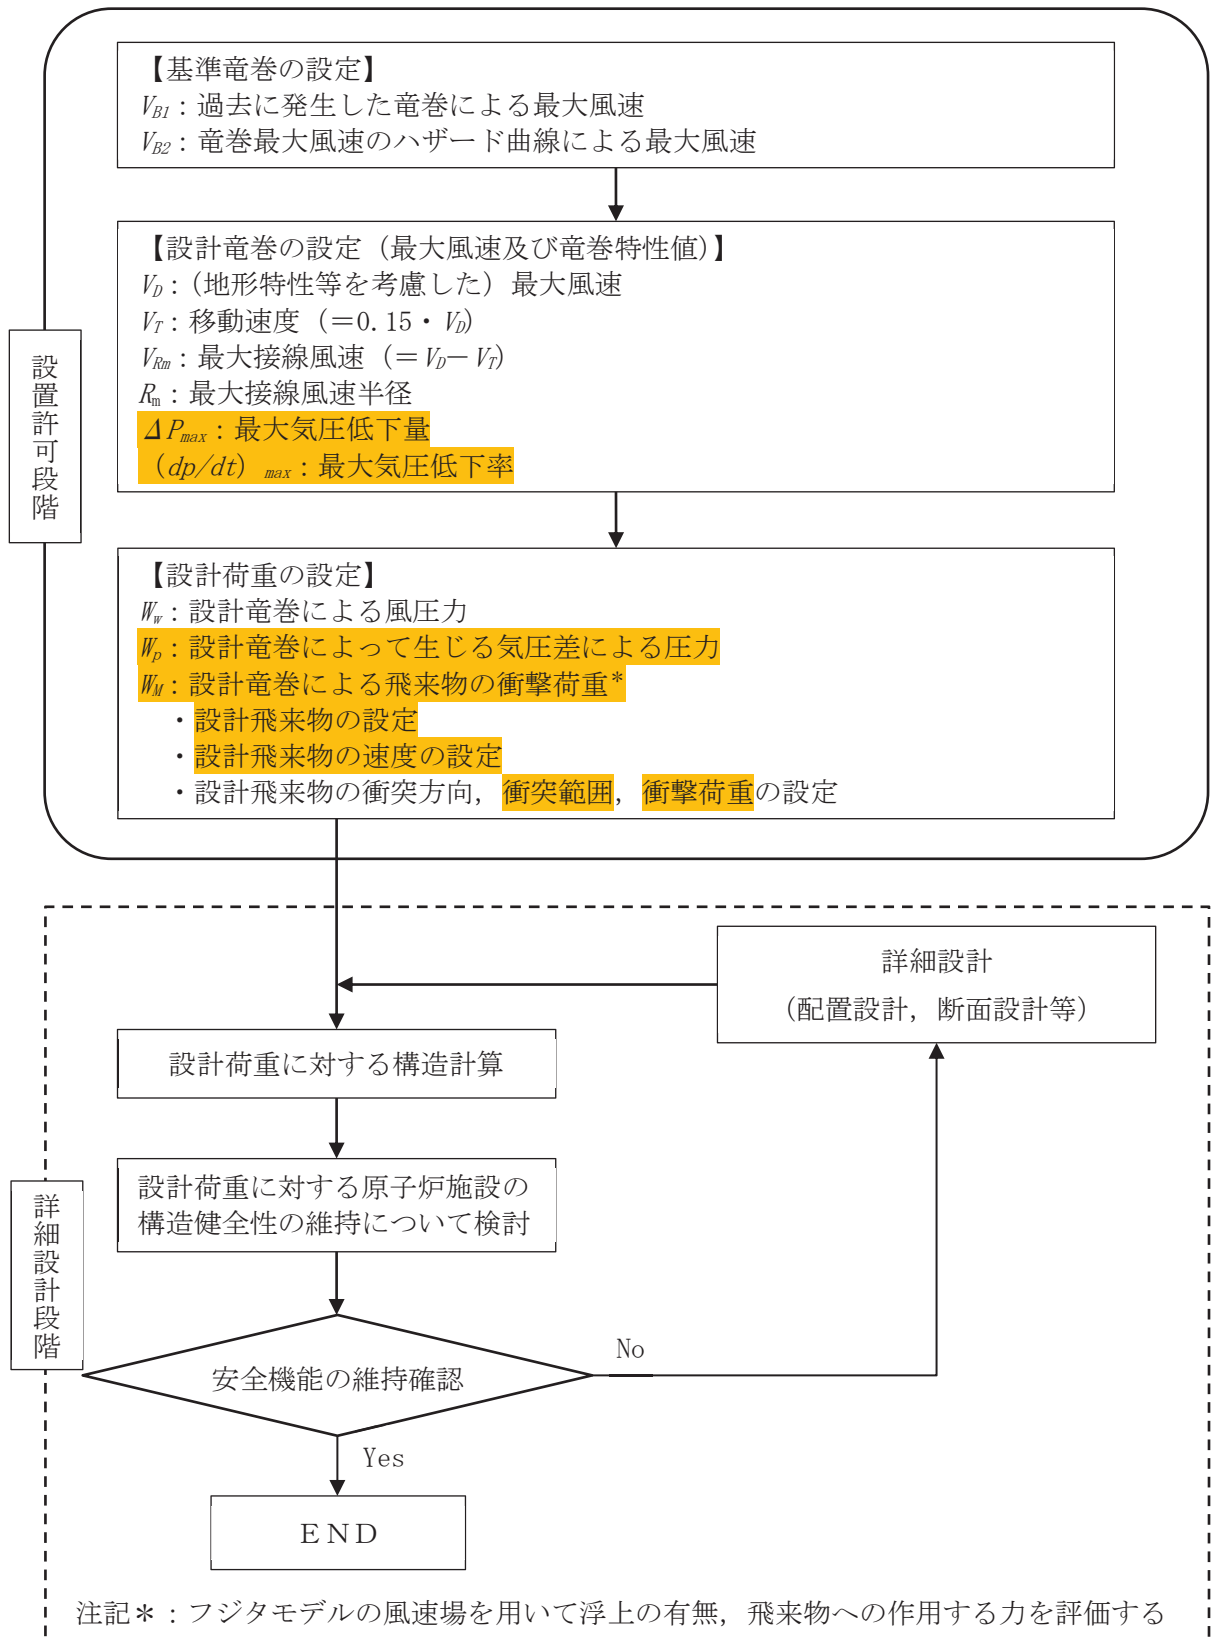 【基準竜巻の設定】
V_B1：過去に発生した竜巻による最大風速
V_B2：竜巻最大風速のハザード曲線による最大風速
【設計竜巻の設定（最大風速及び竜巻特性値）】
V_D：（地形特性等を考慮した）最大風速
V_T：移動速度（＝0.15・V_D）
V_Rm：最大接線風速（＝V_D－V_T）
R_m：最大接線風速半径
ΔP_max：最大気圧低下量
（dp/dt）_max：最大気圧低下率
設置許可段階
【設計荷重の設定】
W_w：設計竜巻による風圧力
W_p：設計竜巻によって生じる気圧差による圧力
W_M：設計竜巻による飛来物の衝撃荷重*
・設計飛来物の設定
・設計飛来物の速度の設定
・設計飛来物の衝突方向，衝突範囲，衝撃荷重の設定
詳細設計
（配置設計，断面設計等）
設計荷重に対する構造計算
設計荷重に対する原子炉施設の
構造健全性の維持について検討
詳細設計段階
安全機能の維持確認
No
Yes
ＥＮＤ
注記＊：フジタモデルの風速場を用いて浮上の有無，飛来物への作用する力を評価する